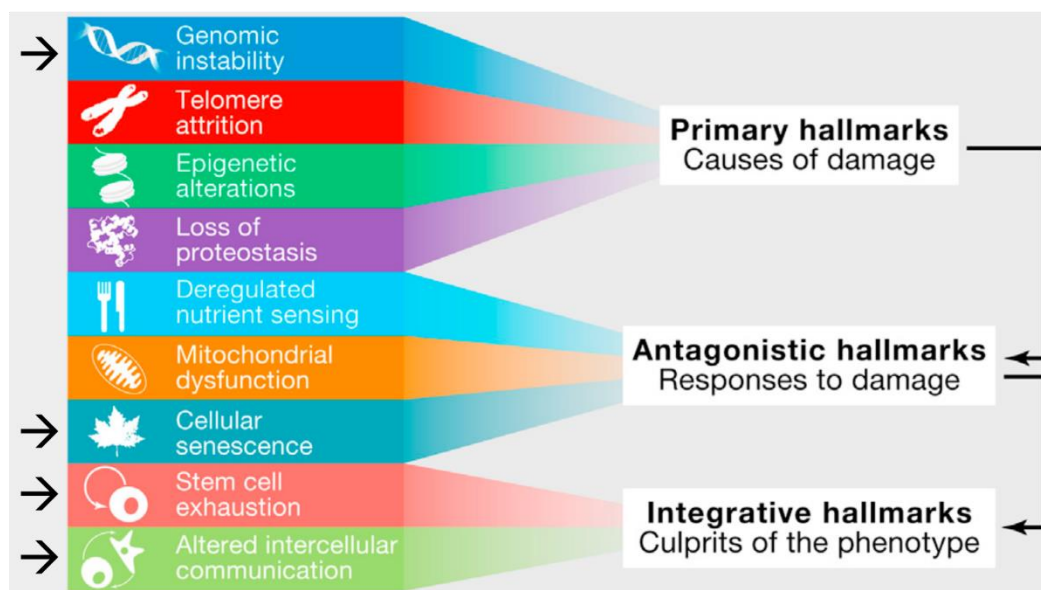 Genomic
instability
Telomere
attrition
Epigenetic
alterations
Loss of
proteostasis
Deregulated
nutrient sensing
Mitochondrial
dysfunction
Cellular
senescence
Stem cell
exhaustion
Altered intercellular
communication
Primary hallmarks
Causes of damage
Antagonistic hallmarks
Responses to damage
Integrative hallmarks
Culprits of the phenotype